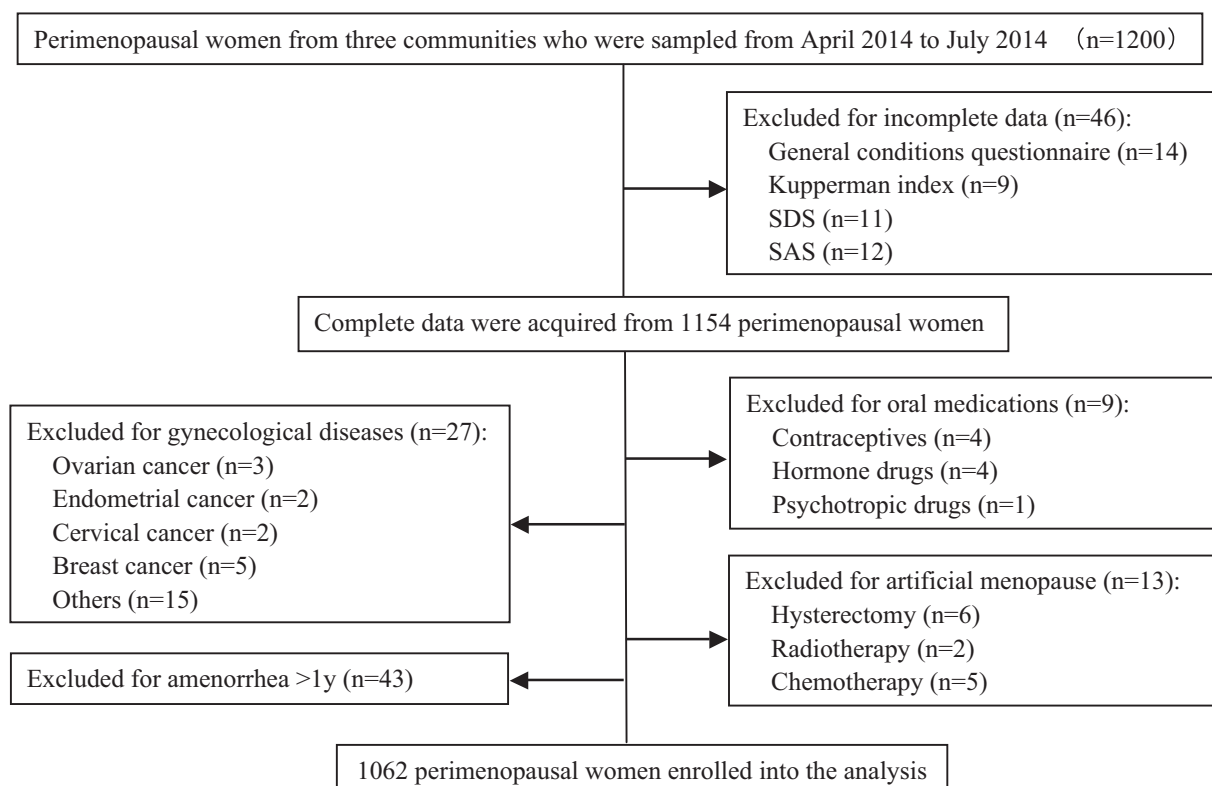 Perimenopausal women from three communities who were sampled from April 2014 to July 2014 （n=1200）
Excluded for incomplete data (n=46):
General conditions questionnaire (n=14)
Kupperman index (n=9)
SDS (n=11)
SAS (n=12)
Complete data were acquired from 1154 perimenopausal women
Excluded for gynecological diseases (n=27):
Ovarian cancer (n=3)
Endometrial cancer (n=2)
Cervical cancer (n=2)
Breast cancer (n=5)
Others (n=15)
Excluded for oral medications (n=9):
Contraceptives (n=4)
Hormone drugs (n=4)
Psychotropic drugs (n=1)
Excluded for artificial menopause (n=13):
Hysterectomy (n=6)
Radiotherapy (n=2)
Chemotherapy (n=5)
Excluded for amenorrhea >1y (n=43)
1062 perimenopausal women enrolled into the analysis